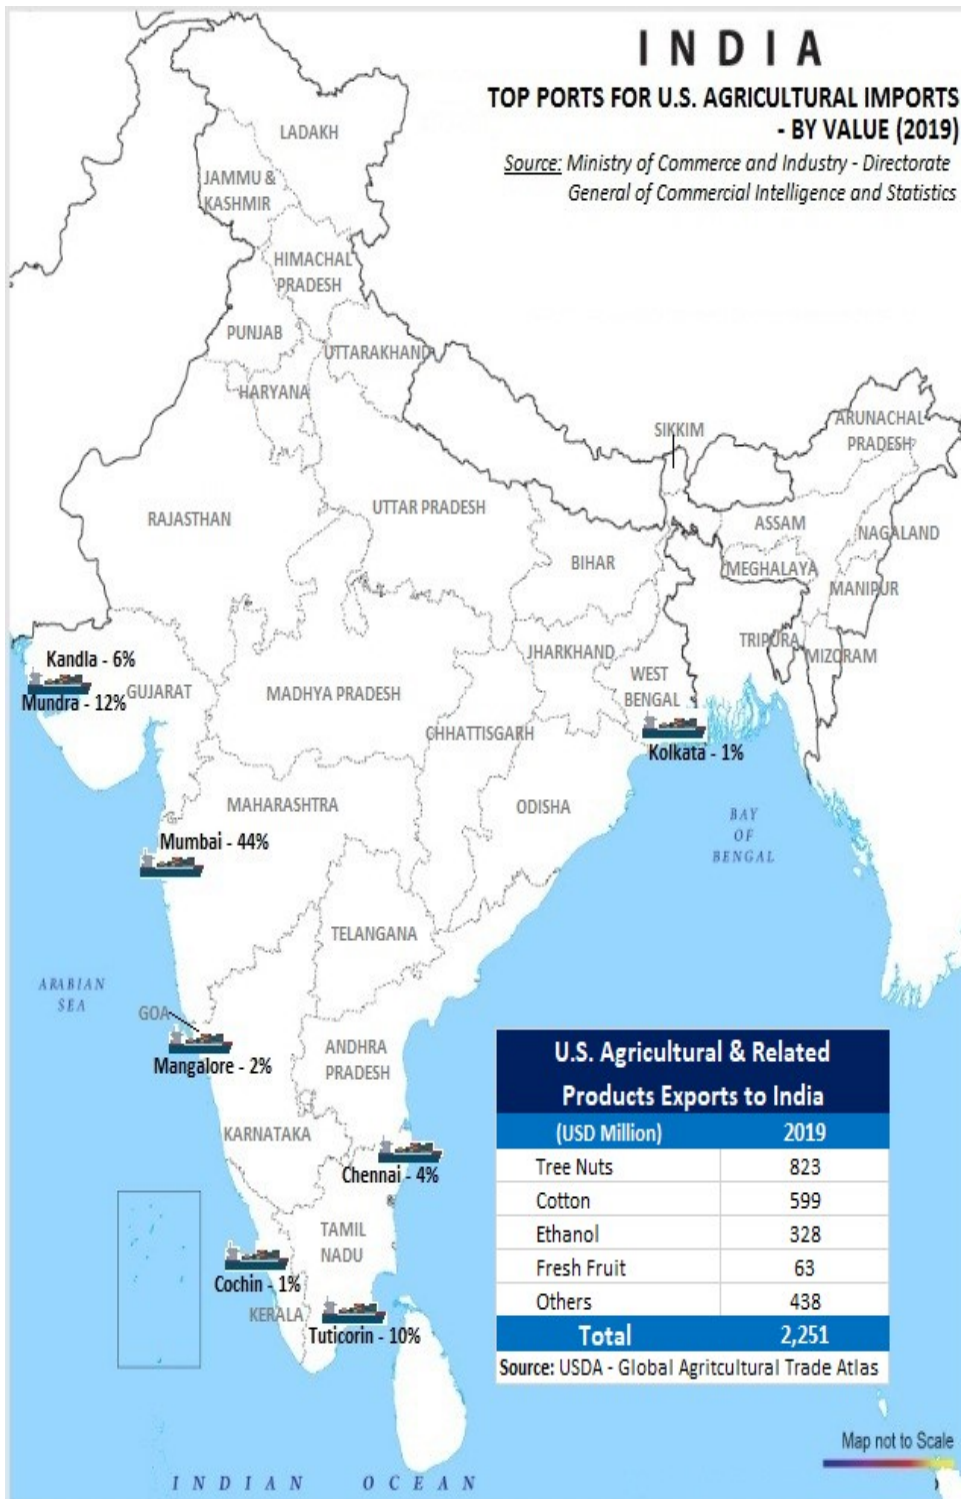 INDIA
TOP PORTS FOR U.S. AGRICULTURAL IMPORTS
- BY VALUE (2019)
Source: Ministry of Commerce and Industry - Directorate
General of Commercial Intelligence and Statistics
LADAKH
JAMMU &
KASHMIR
HIMACHAL
PRADESH
PUNJAB
UTTARAKHAND
HARYANA
SIKKIM
ARUNACHAL
PRADESH
RAJASTHAN
UTTAR PRADESH
ASSAM
NAGALAND
BIHAR
MEGHALAYA
MANIPUR
TRIPURA
MIZORAM
JHARKHAND
WEST
BENGAL
Kandla - 6%
Mundra - 12%
GUJARAT
MADHYA PRADESH
CHHATTISGARH
Kolkata - 1%
MAHARASHTRA
ODISHA
BAY
OF
BENGAL
Mumbai - 44%
TELANGANA
ARABIAN
SEA
GOA
Mangalore - 2%
ANDHRA
PRADESH
KARNATAKA
Chennai - 4%
TAMIL
NADU
Cochin - 1%
KERALA
Tuticorin - 10%
U.S. Agricultural & Related
Products Exports to India
(USD Million) 2019
Tree Nuts 823
Cotton 599
Ethanol 328
Fresh Fruit 63
Others 438
Total 2,251
Source: USDA - Global Agritcultural Trade Atlas
Map not to Scale
INDIAN OCEAN